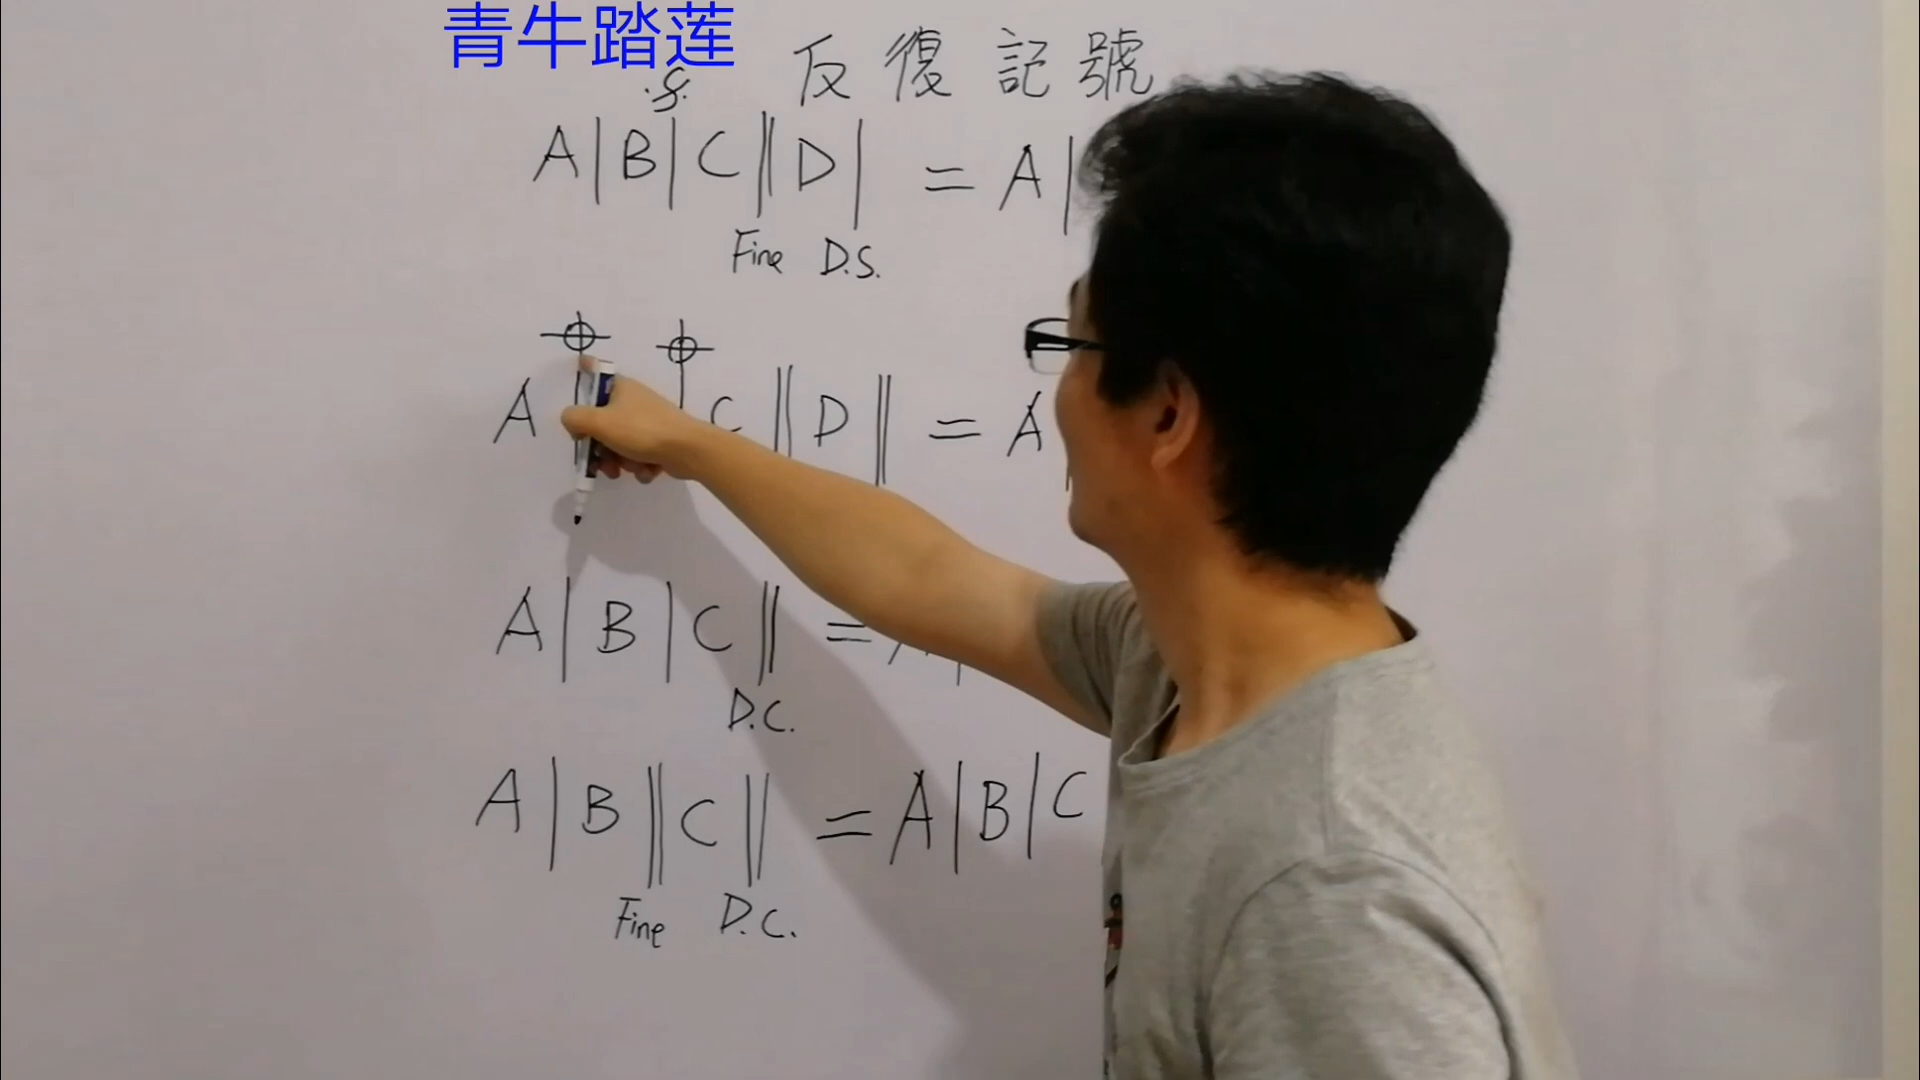 青牛踏莲
反復記號
A|B|C‖D| = A|
Fine D.S.
A | C‖D‖ = A
A|B|C‖ =
D.C.
A|B‖C‖ = A|B|C
Fine D.C.